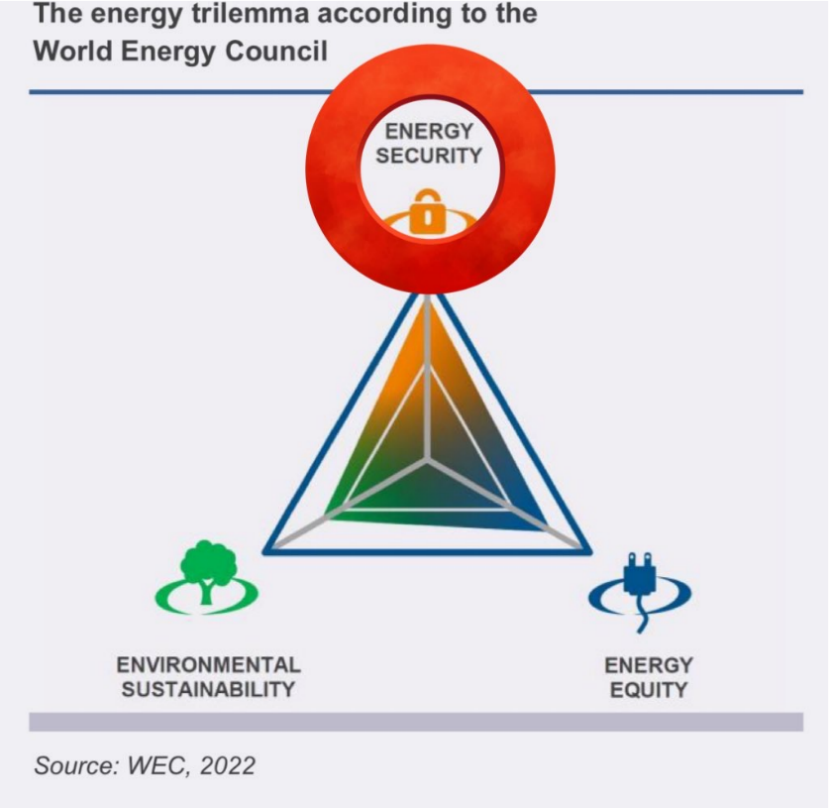 The energy trilemma according to the
World Energy Council
ENERGY
SECURITY
ENVIRONMENTAL
SUSTAINABILITY
ENERGY
EQUITY
Source: WEC, 2022